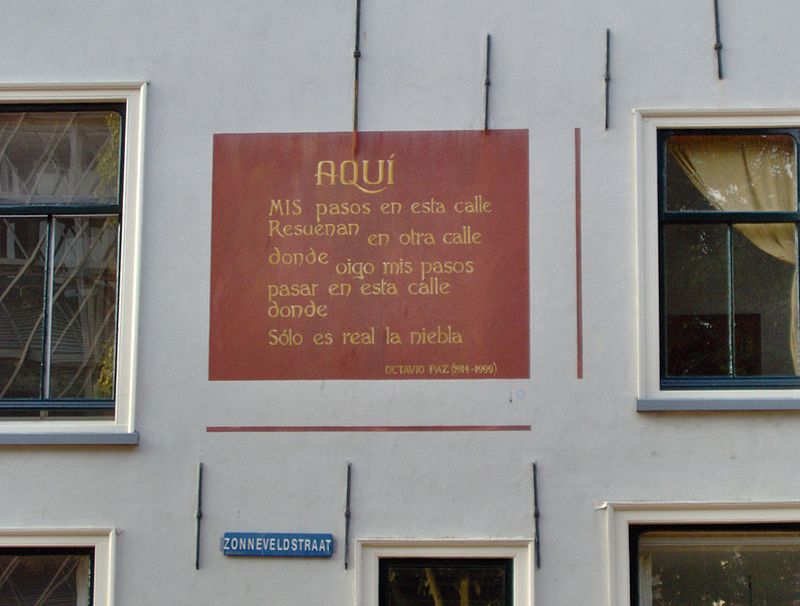 AQUÍ
MIS pasos en esta calle
Resuenan
en otra calle
donde
oigo mis pasos
pasar en esta calle
donde
Sólo es real la niebla
OCTAVIO PAZ (1914-1999)
ZONNEVELDSTRAAT